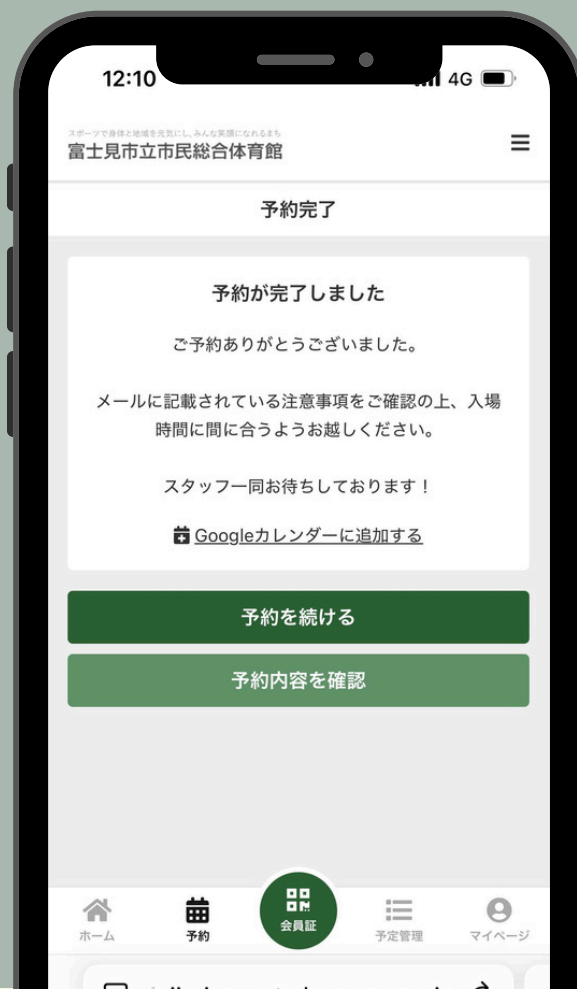 12:10
4G
スポーツで身体と地域を元気にし、みんな笑顔になれるまち
富士見市立市民総合体育館
予約完了
予約が完了しました
ご予約ありがとうございました。
メールに記載されている注意事項をご確認の上、入場
時間に間に合うようお越しください。
スタッフ一同お待ちしております！
Googleカレンダーに追加する
予約を続ける
予約内容を確認
ホーム
予約
会員証
予定管理
マイページ